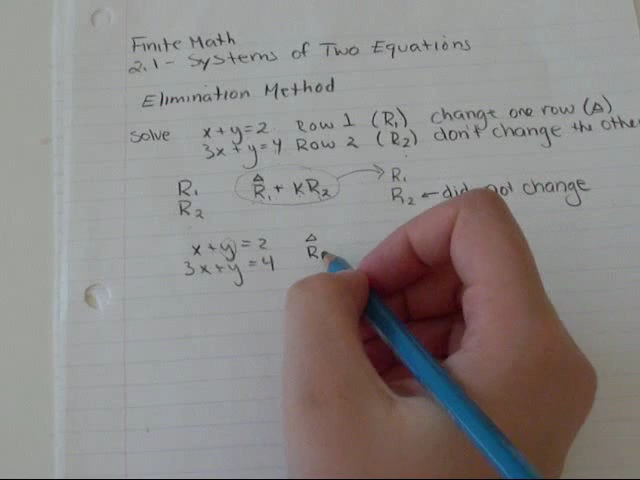 Finite Math
2.1 - Systems of Two Equations
Elimination Method
Solve x + y = 2 Row 1 (R₁) change one row (Δ)
3x + y = 4 Row 2 (R₂) don't change the other
R₁ Δ R₁ + KR₂ → R₁
R₂ R₂ ← did not change
x + y = 2 Δ R
3x + y = 4